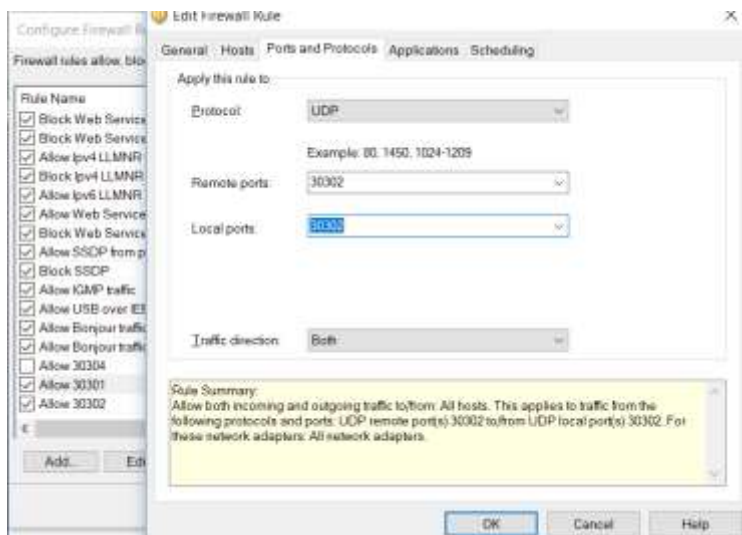 Configure Firewall
Firewall rules allow, blo
Rule Name
Block Web Service
Block Web Service
Allow Ipv4 LLMNR
Block Ipv4 LLMNR
Allow Ipv6 LLMNR
Allow Web Service
Block Web Service
Allow SSDP from p
Block SSDP
Allow IGMP traffic
Allow USB over IEE
Allow Bonjour traffic
Allow Bonjour traffic
Allow 30304
Allow 30301
Allow 30302
Add...
Edi
Edit Firewall Rule
General Hosts Ports and Protocols Applications Scheduling
Apply this rule to
Protocol: UDP
Example: 80, 1450, 1024-1209
Remote ports: 30302
Local ports: 30302
Traffic direction: Both
Rule Summary:
Allow both incoming and outgoing traffic to/from: All hosts. This applies to traffic from the
following protocols and ports: UDP remote port(s) 30302 to/from UDP local port(s) 30302. For
these network adapters: All network adapters.
OK Cancel Help